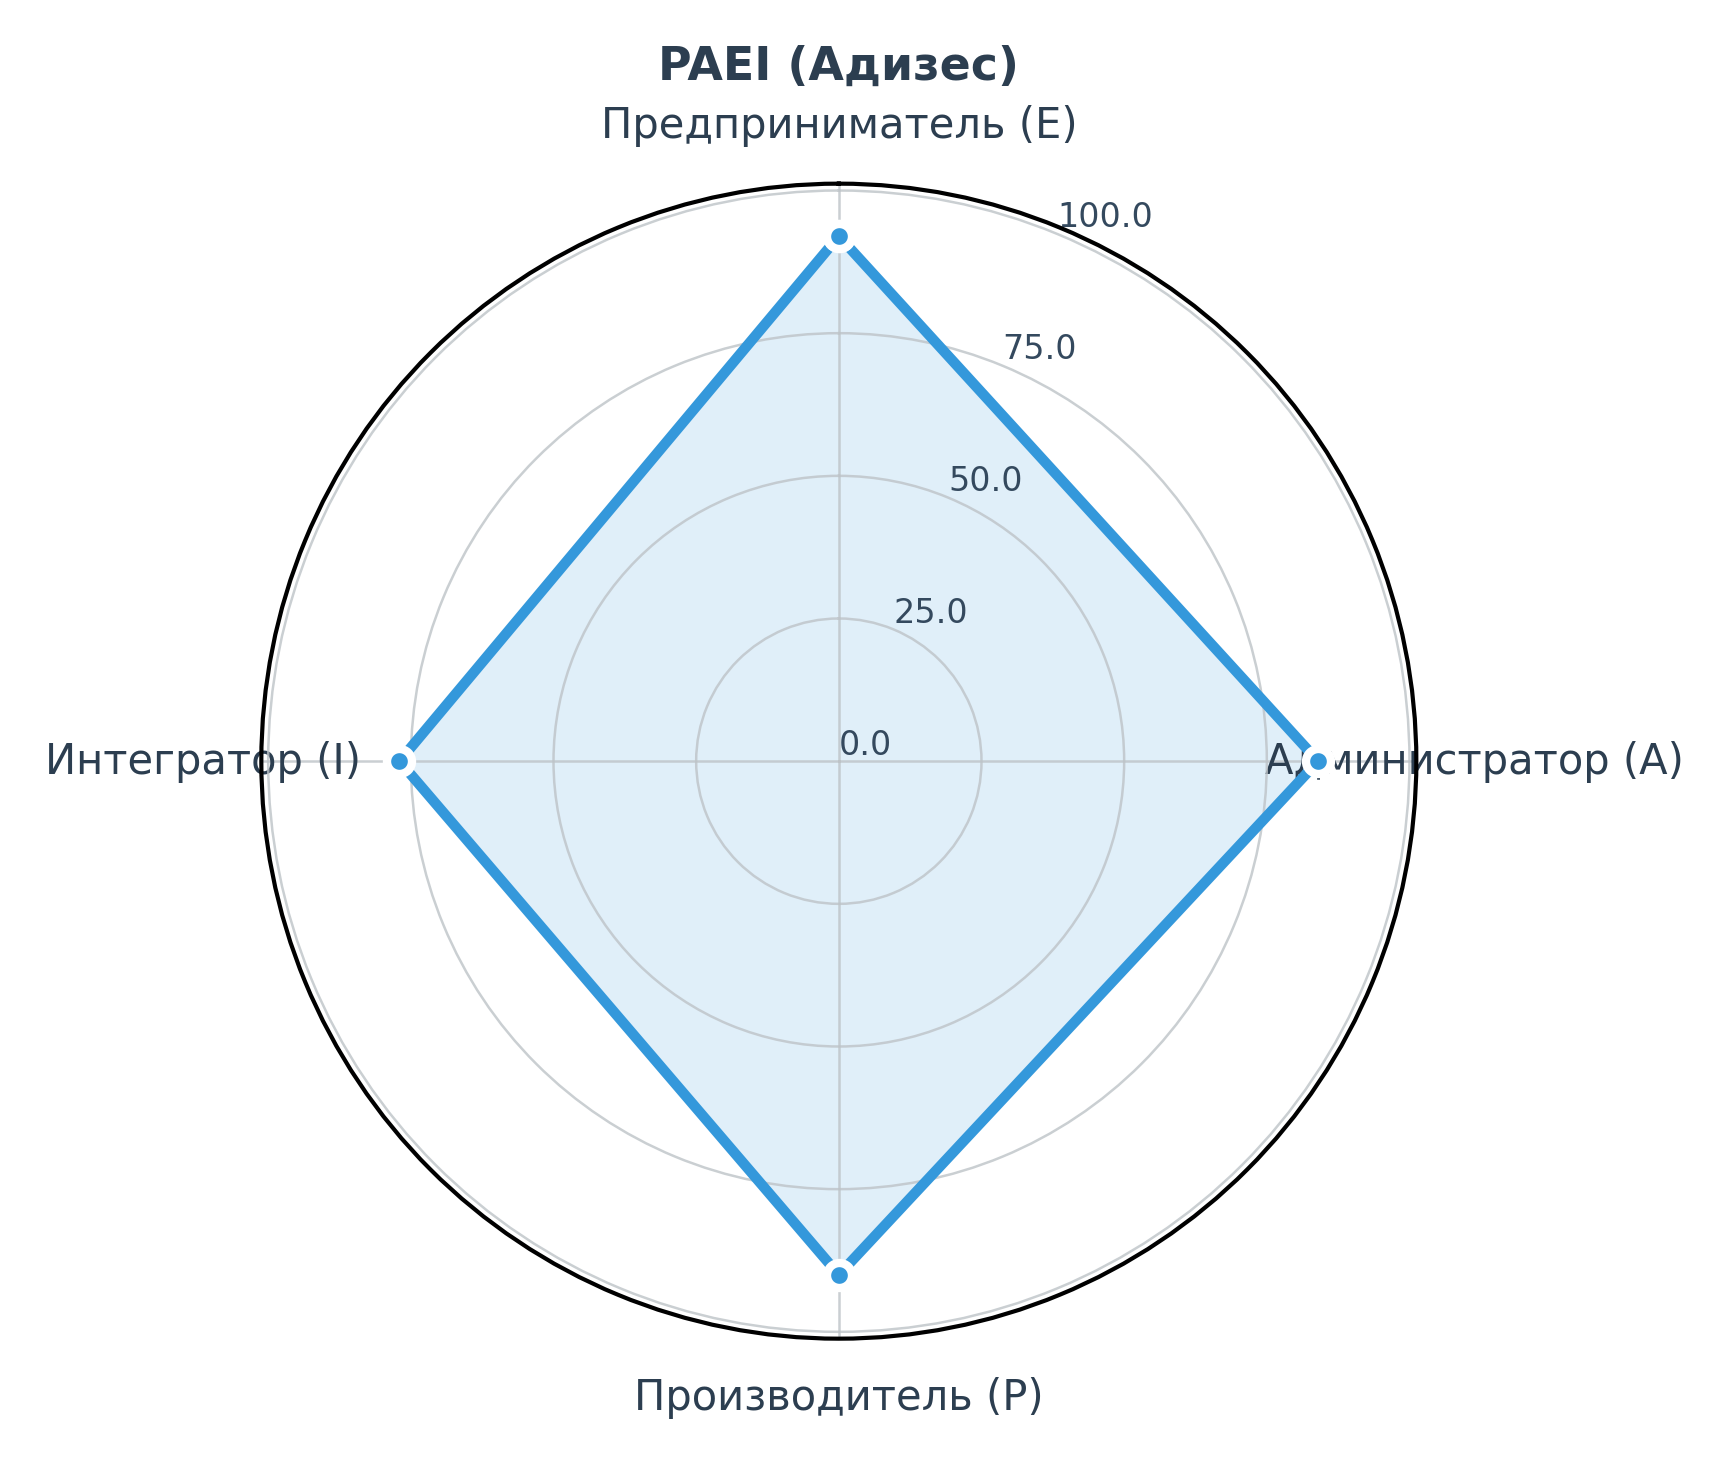 PAEI (Адизес)
Предприниматель (E)
100.0
75.0
50.0
25.0
0.0
Интегратор (I)
Администратор (A)
Производитель (P)